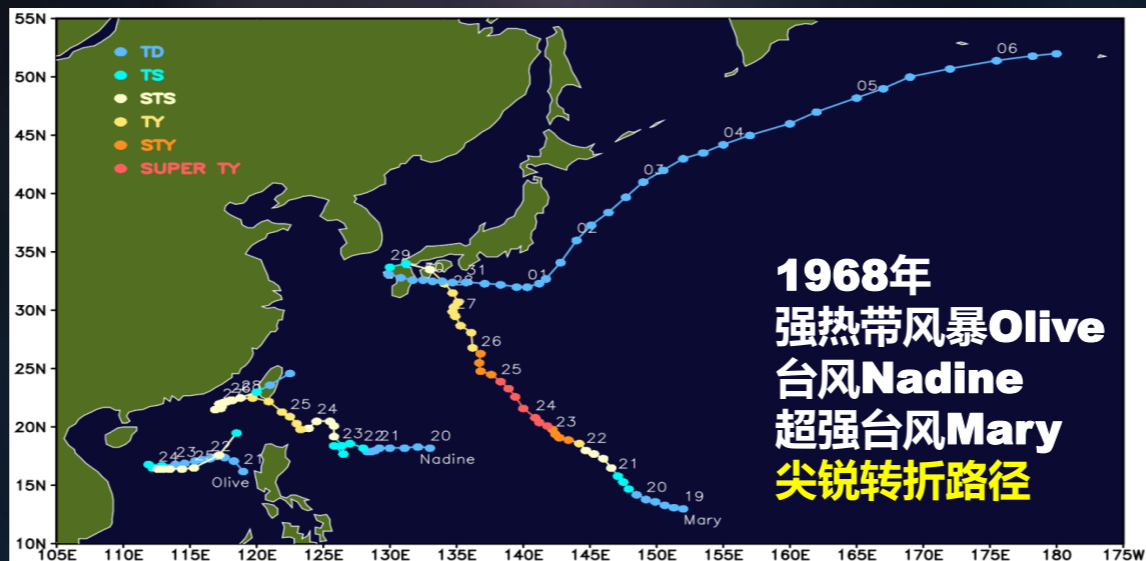 55N
50N
45N
40N
35N
30N
25N
20N
15N
10N
TD
TS
STS
TY
STY
SUPER TY
06
05
04
03
02
01
31
29
26
25
24
23
22
21
20
19
Mary
28
25
24
23
22
21
20
Nadine
24
23
22
21
Olive
1968年
强热带风暴Olive
台风Nadine
超强台风Mary
尖锐转折路径
105E 110E 115E 120E 125E 130E 135E 140E 145E 150E 155E 160E 165E 170E 175E 180 175W